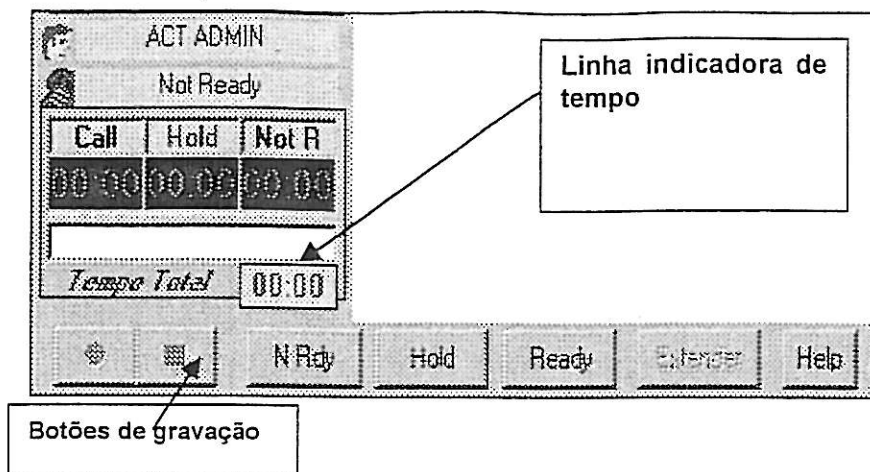 ACT ADMIN
Not Ready
Linha indicadora de
tempo
Call Hold Not R
00:00 00:00 00:00
Tempo Total 00:00
N Rdy Hold Ready Extender Help
Botões de gravação